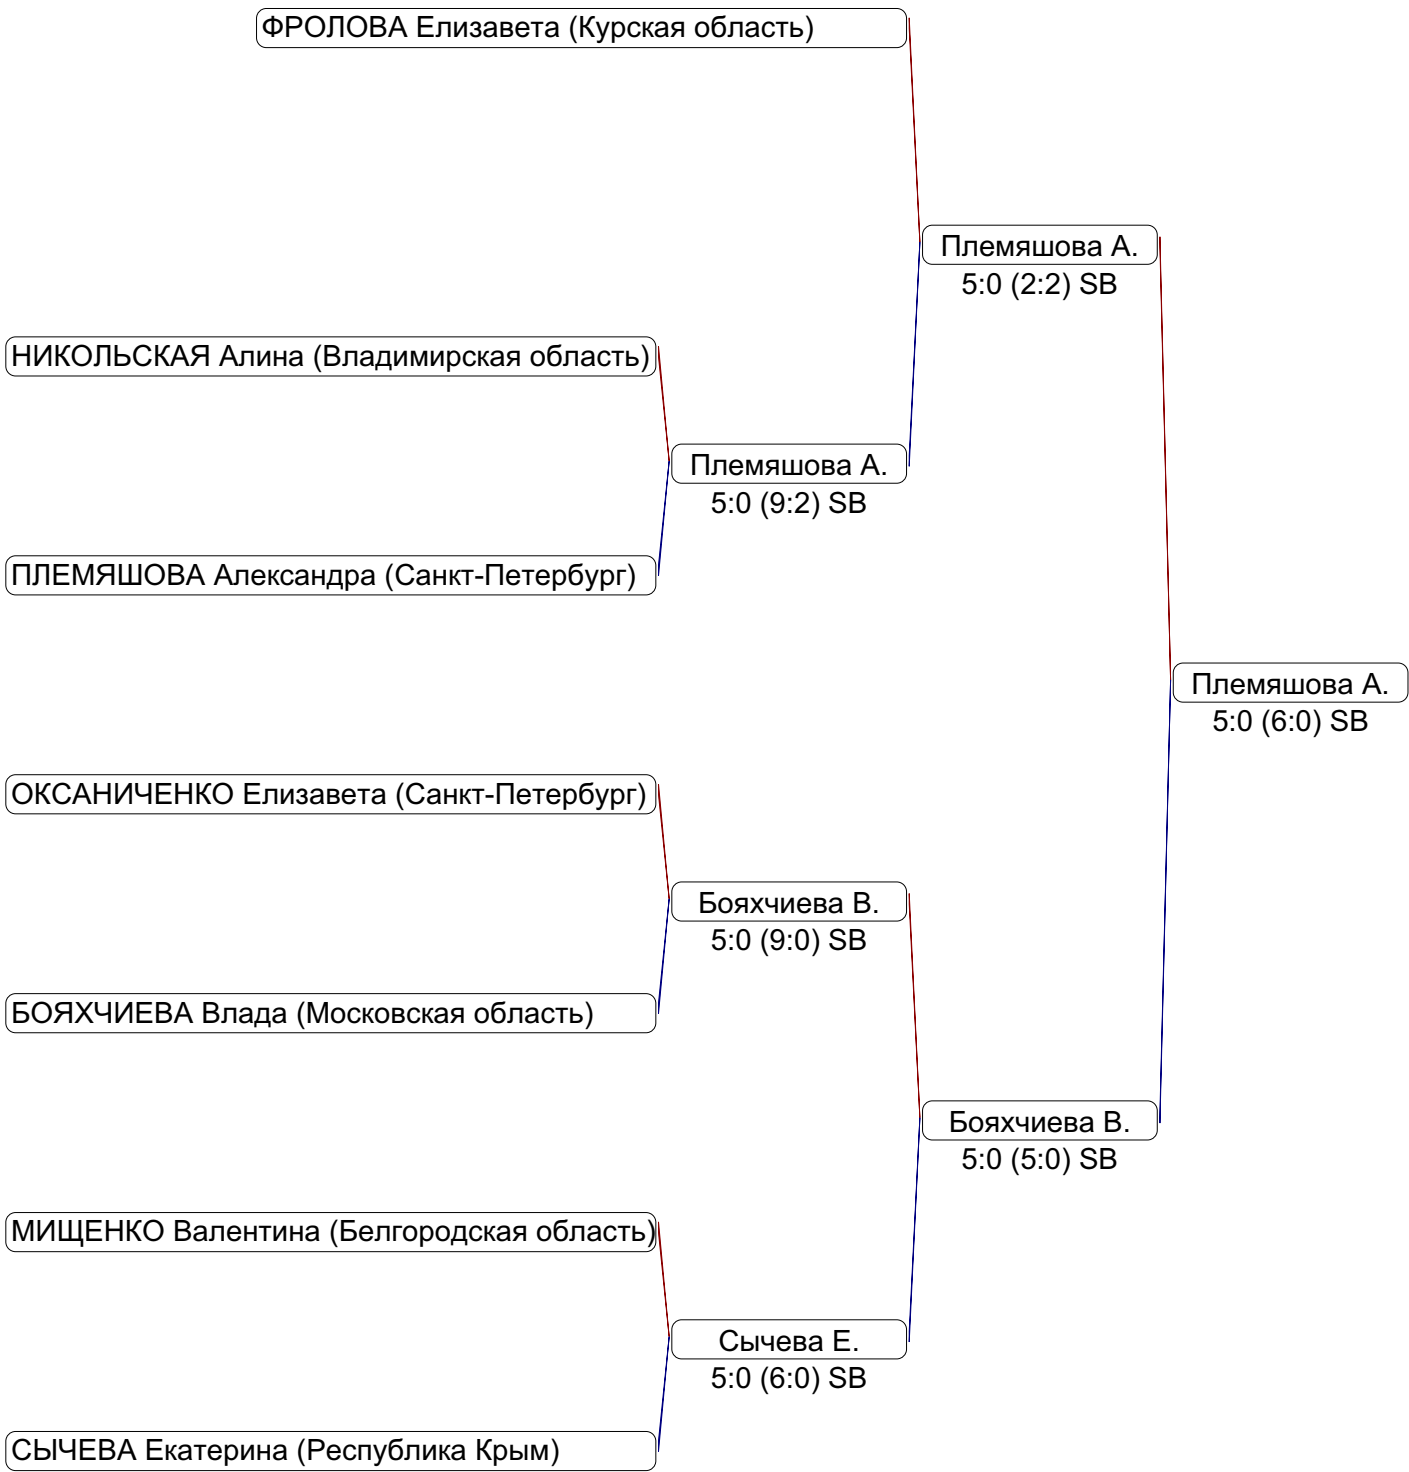 ФРОЛОВА Елизавета (Курская область)
Племяшова А.
5:0 (2:2) SB
НИКОЛЬСКАЯ Алина (Владимирская область)
Племяшова А.
5:0 (9:2) SB
ПЛЕМЯШОВА Александра (Санкт-Петербург)
Племяшова А.
5:0 (6:0) SB
ОКСАНИЧЕНКО Елизавета (Санкт-Петербург)
Бояхчиева В.
5:0 (9:0) SB
БОЯХЧИЕВА Влада (Московская область)
Бояхчиева В.
5:0 (5:0) SB
МИЩЕНКО Валентина (Белгородская область)
Сычева Е.
5:0 (6:0) SB
СЫЧЕВА Екатерина (Республика Крым)